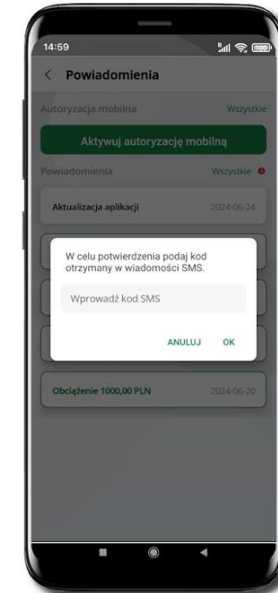 14:59
Powiadomienia
Autoryzacja mobilna Wszystkie
Aktywuj autoryzację mobilną
Powiadomienia Wszystkie
Aktualizacja aplikacji 2024-06-24
W celu potwierdzenia podaj kod
otrzymany w wiadomości SMS.
Wprowadź kod SMS
ANULUJ OK
Obciążenie 1000,00 PLN 2024-06-20